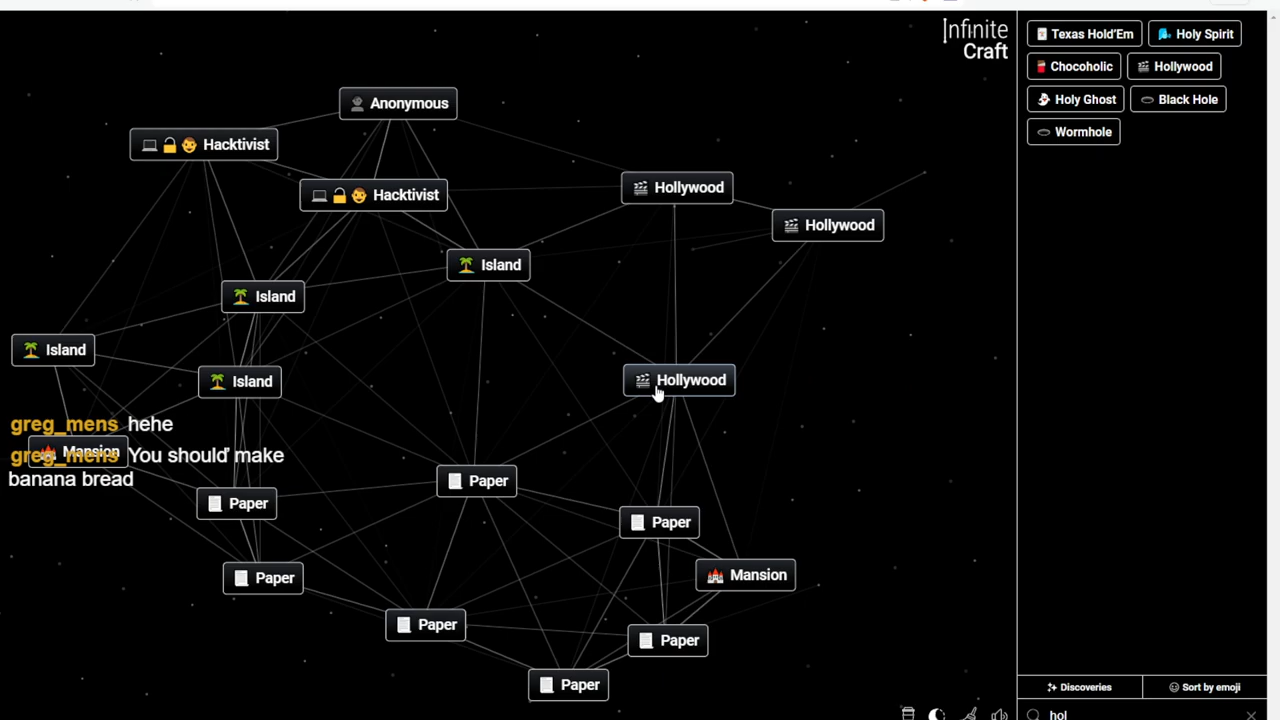 Infinite
Craft
Anonymous
Hacktivist
Hacktivist
Hollywood
Hollywood
Island
Island
Island
Island
Hollywood
greg_mens hehe
Mansion
greg_mens You should make
banana bread
Paper
Paper
Paper
Paper
Mansion
Paper
Paper
Paper
Texas Hold'Em
Holy Spirit
Chocoholic
Hollywood
Holy Ghost
Black Hole
Wormhole
Discoveries
Sort by emoji
hol